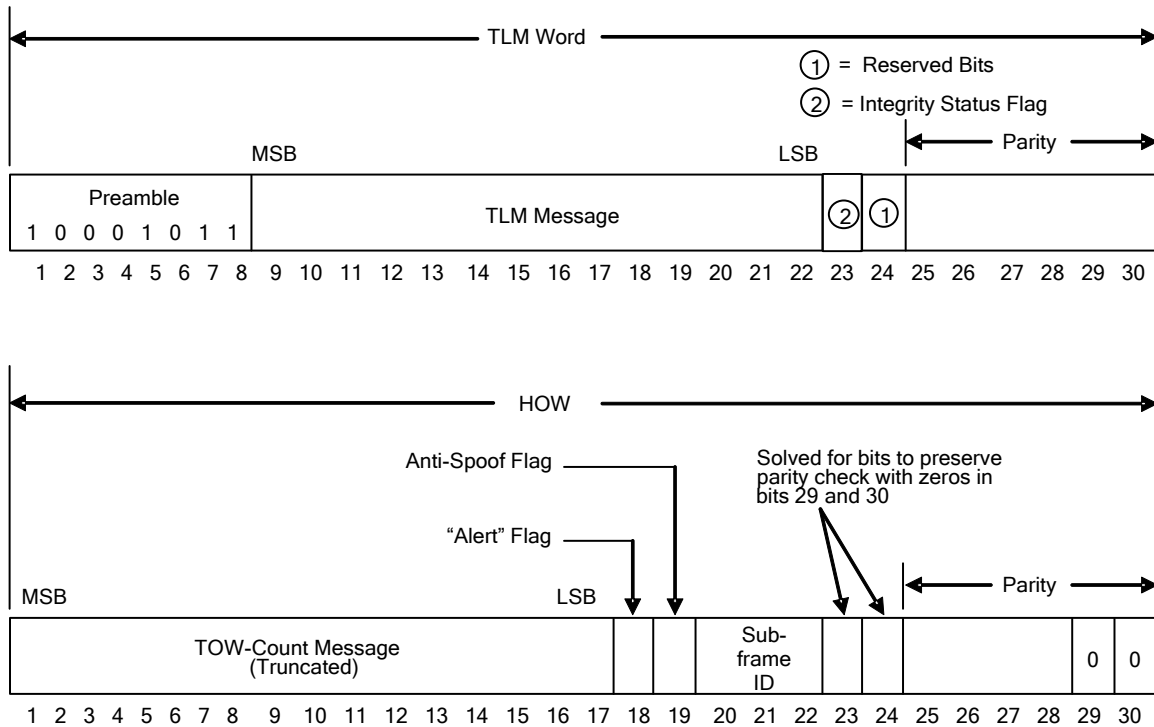 TLM Word
1 = Reserved Bits
2 = Integrity Status Flag
Parity
MSB
LSB
Preamble
1 0 0 0 1 0 1 1
TLM Message
2
1
1 2 3 4 5 6 7 8 9 10 11 12 13 14 15 16 17 18 19 20 21 22 23 24 25 26 27 28 29 30
HOW
Anti-Spoof Flag
Solved for bits to preserve
parity check with zeros in
bits 29 and 30
“Alert” Flag
Parity
MSB
LSB
TOW-Count Message
(Truncated)
Sub-
frame
ID
0
0
1 2 3 4 5 6 7 8 9 10 11 12 13 14 15 16 17 18 19 20 21 22 23 24 25 26 27 28 29 30